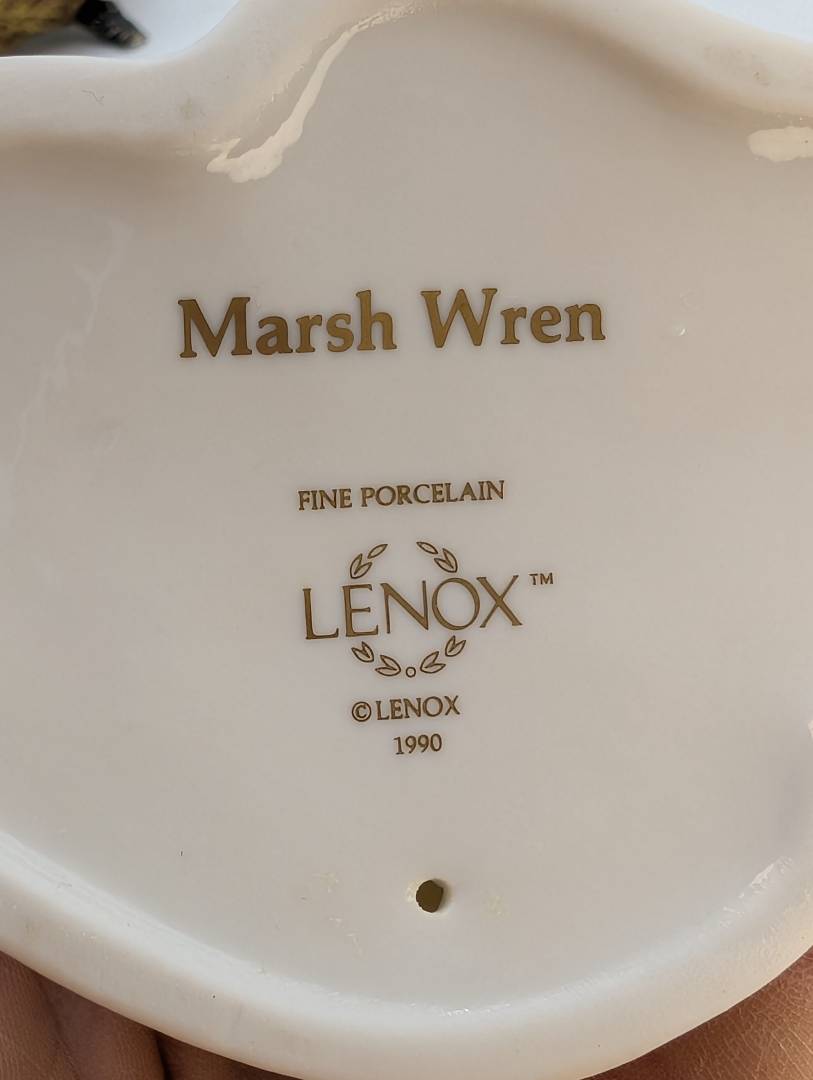 Marsh Wren
FINE PORCELAIN
LENOX™
©LENOX
1990